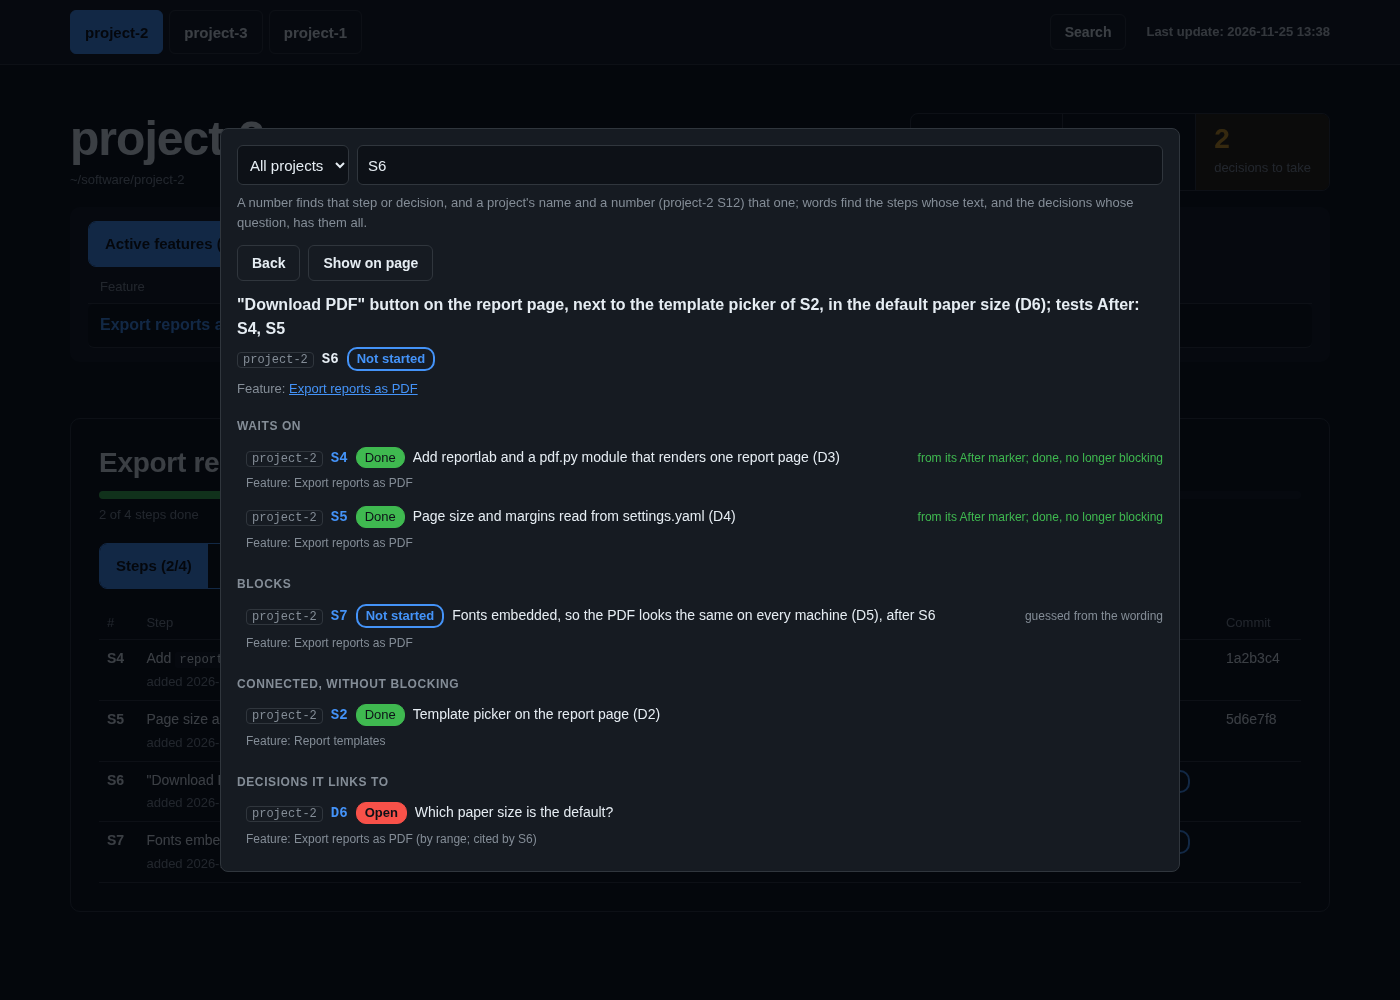 project-2
project-3
project-1
Search
Last update: 2026-11-25 13:38
~/software/project-2
2
decisions to take
Active features
Feature
Export reports
All projects
S6
A number finds that step or decision, and a project's name and a number (project-2 S12) that one; words find the steps whose text, and the decisions whose
question, has them all.
Back
Show on page
"Download PDF" button on the report page, next to the template picker of S2, in the default paper size (D6); tests After:
S4, S5
project-2 S6 Not started
Feature: Export reports as PDF
WAITS ON
project-2 S4 Done Add reportlab and a pdf.py module that renders one report page (D3)
from its After marker; done, no longer blocking
Feature: Export reports as PDF
project-2 S5 Done Page size and margins read from settings.yaml (D4)
from its After marker; done, no longer blocking
Feature: Export reports as PDF
BLOCKS
project-2 S7 Not started Fonts embedded, so the PDF looks the same on every machine (D5), after S6
guessed from the wording
Feature: Export reports as PDF
CONNECTED, WITHOUT BLOCKING
project-2 S2 Done Template picker on the report page (D2)
Feature: Report templates
DECISIONS IT LINKS TO
project-2 D6 Open Which paper size is the default?
Feature: Export reports as PDF (by range; cited by S6)
2 of 4 steps done
Steps (2/4)
# Step
Commit
S4 Add
1a2b3c4
added 2026-
S5 Page size
5d6e7f8
added 2026-
S6 "Download
added 2026-
S7 Fonts
added 2026-